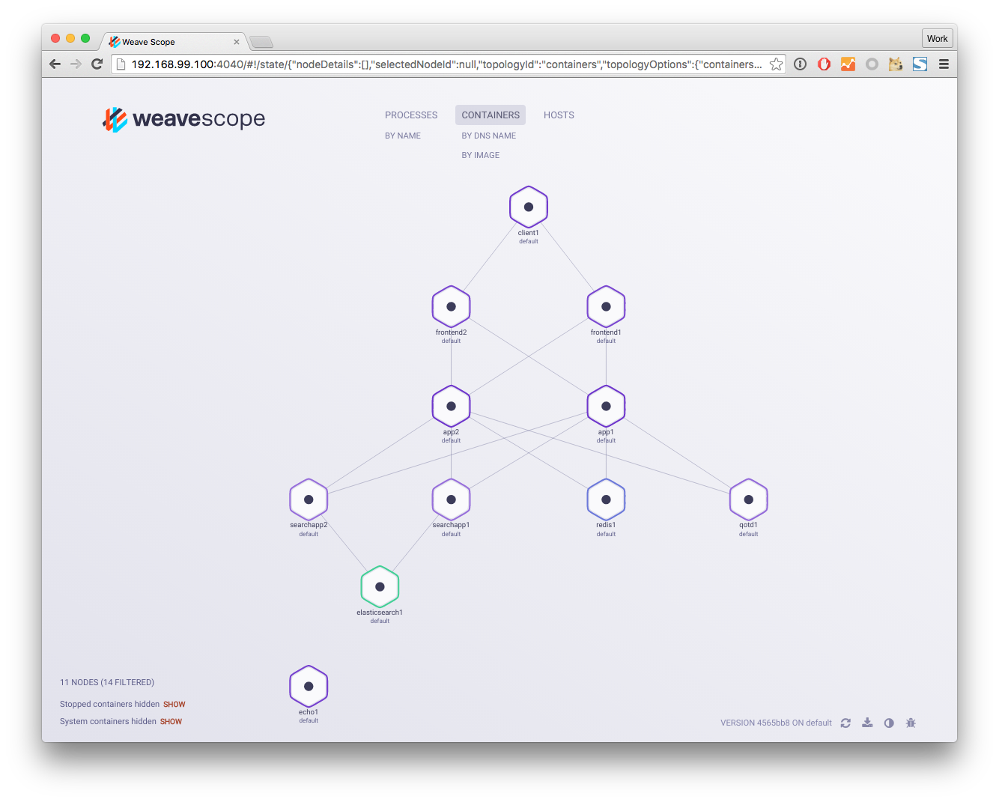 Weave Scope
Work
192.168.99.100:4040/#!/state/{"nodeDetails":[],"selectedNodeId":null,"topologyId":"containers","topologyOptions":{"containers...
weavescope
PROCESSES CONTAINERS HOSTS
BY NAME BY DNS NAME
BY IMAGE
client1
default
frontend2 frontend1
default default
app2 app1
default default
searchapp2 searchapp1 redis1 qotd1
default default default default
elasticsearch1
default
11 NODES (14 FILTERED)
Stopped containers hidden SHOW
System containers hidden SHOW
echo1
default
VERSION 4565bb8 ON default